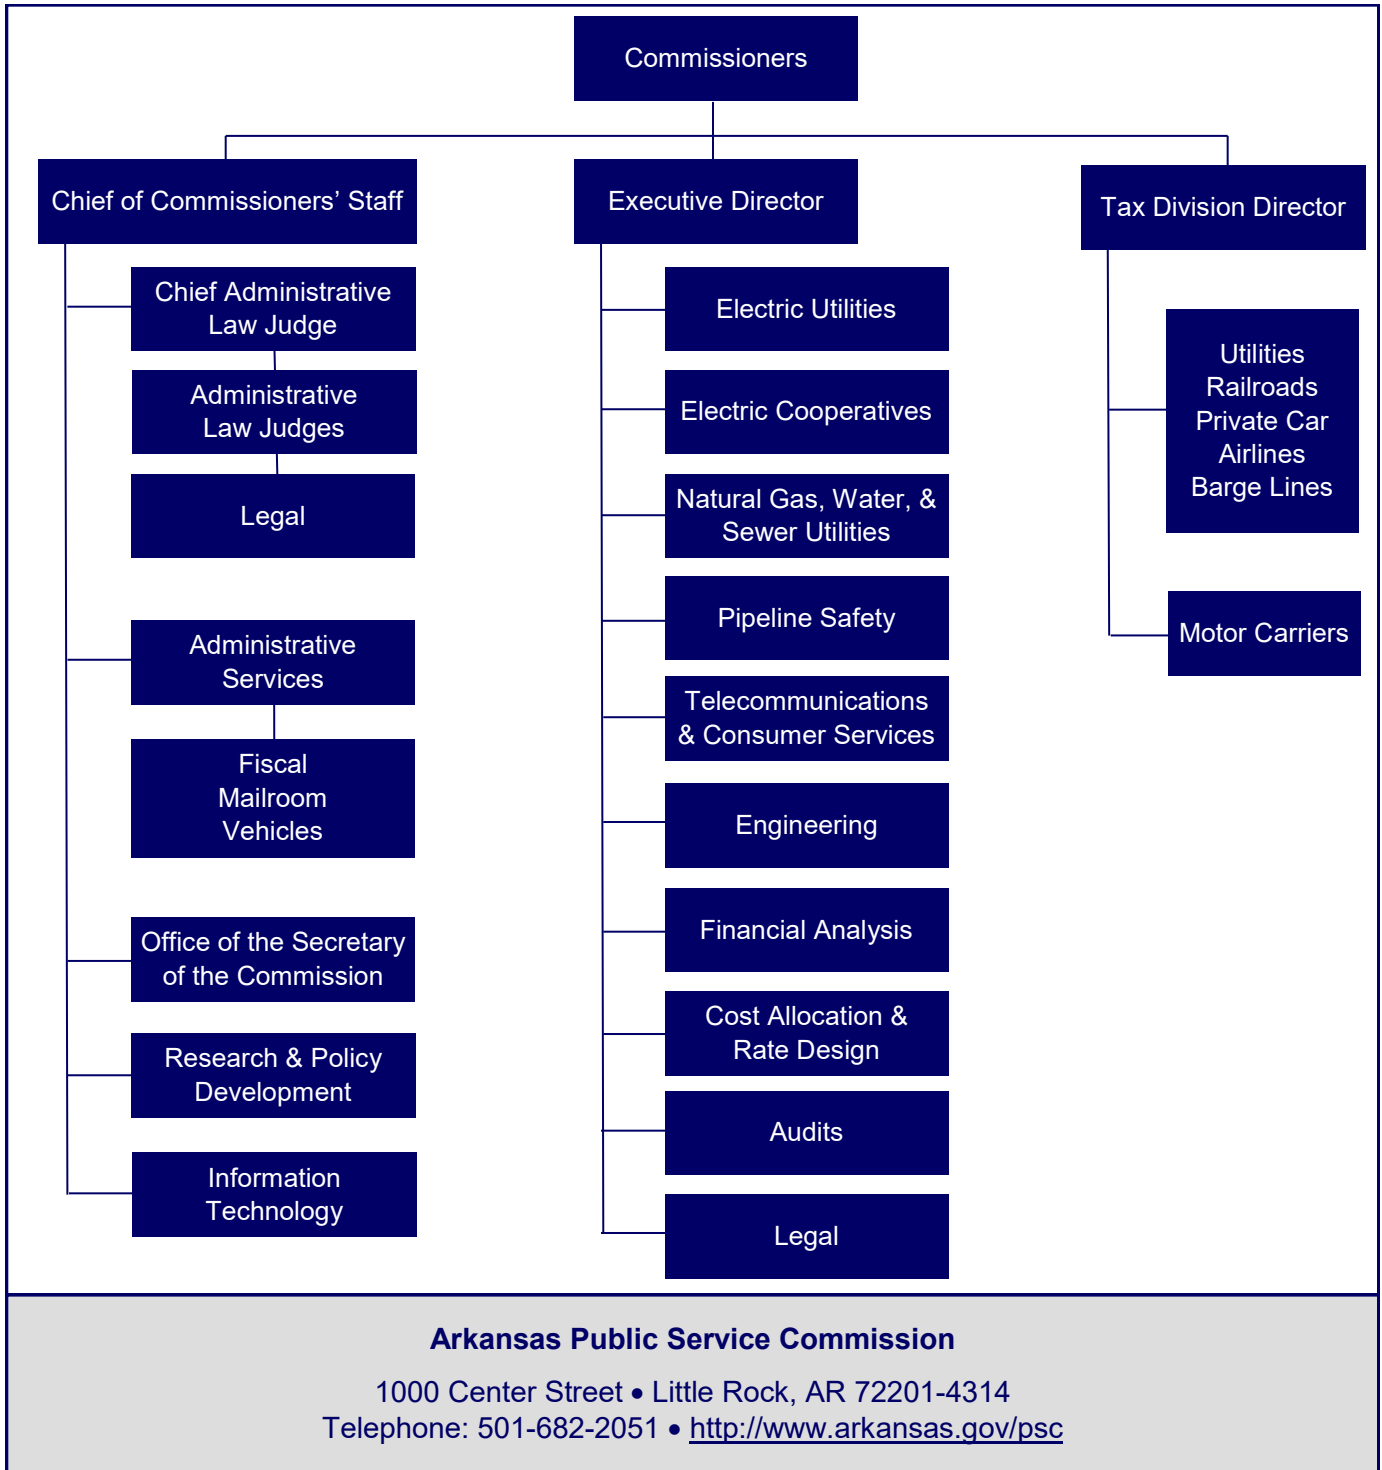 Commissioners
Chief of Commissioners’ Staff
Chief Administrative
Law Judge
Administrative
Law Judges
Legal
Administrative
Services
Fiscal
Mailroom
Vehicles
Office of the Secretary
of the Commission
Research & Policy
Development
Information
Technology
Executive Director
Electric Utilities
Electric Cooperatives
Natural Gas, Water, &
Sewer Utilities
Pipeline Safety
Telecommunications
& Consumer Services
Engineering
Financial Analysis
Cost Allocation &
Rate Design
Audits
Legal
Tax Division Director
Utilities
Railroads
Private Car
Airlines
Barge Lines
Motor Carriers
Arkansas Public Service Commission
1000 Center Street • Little Rock, AR 72201-4314
Telephone: 501-682-2051 • http://www.arkansas.gov/psc